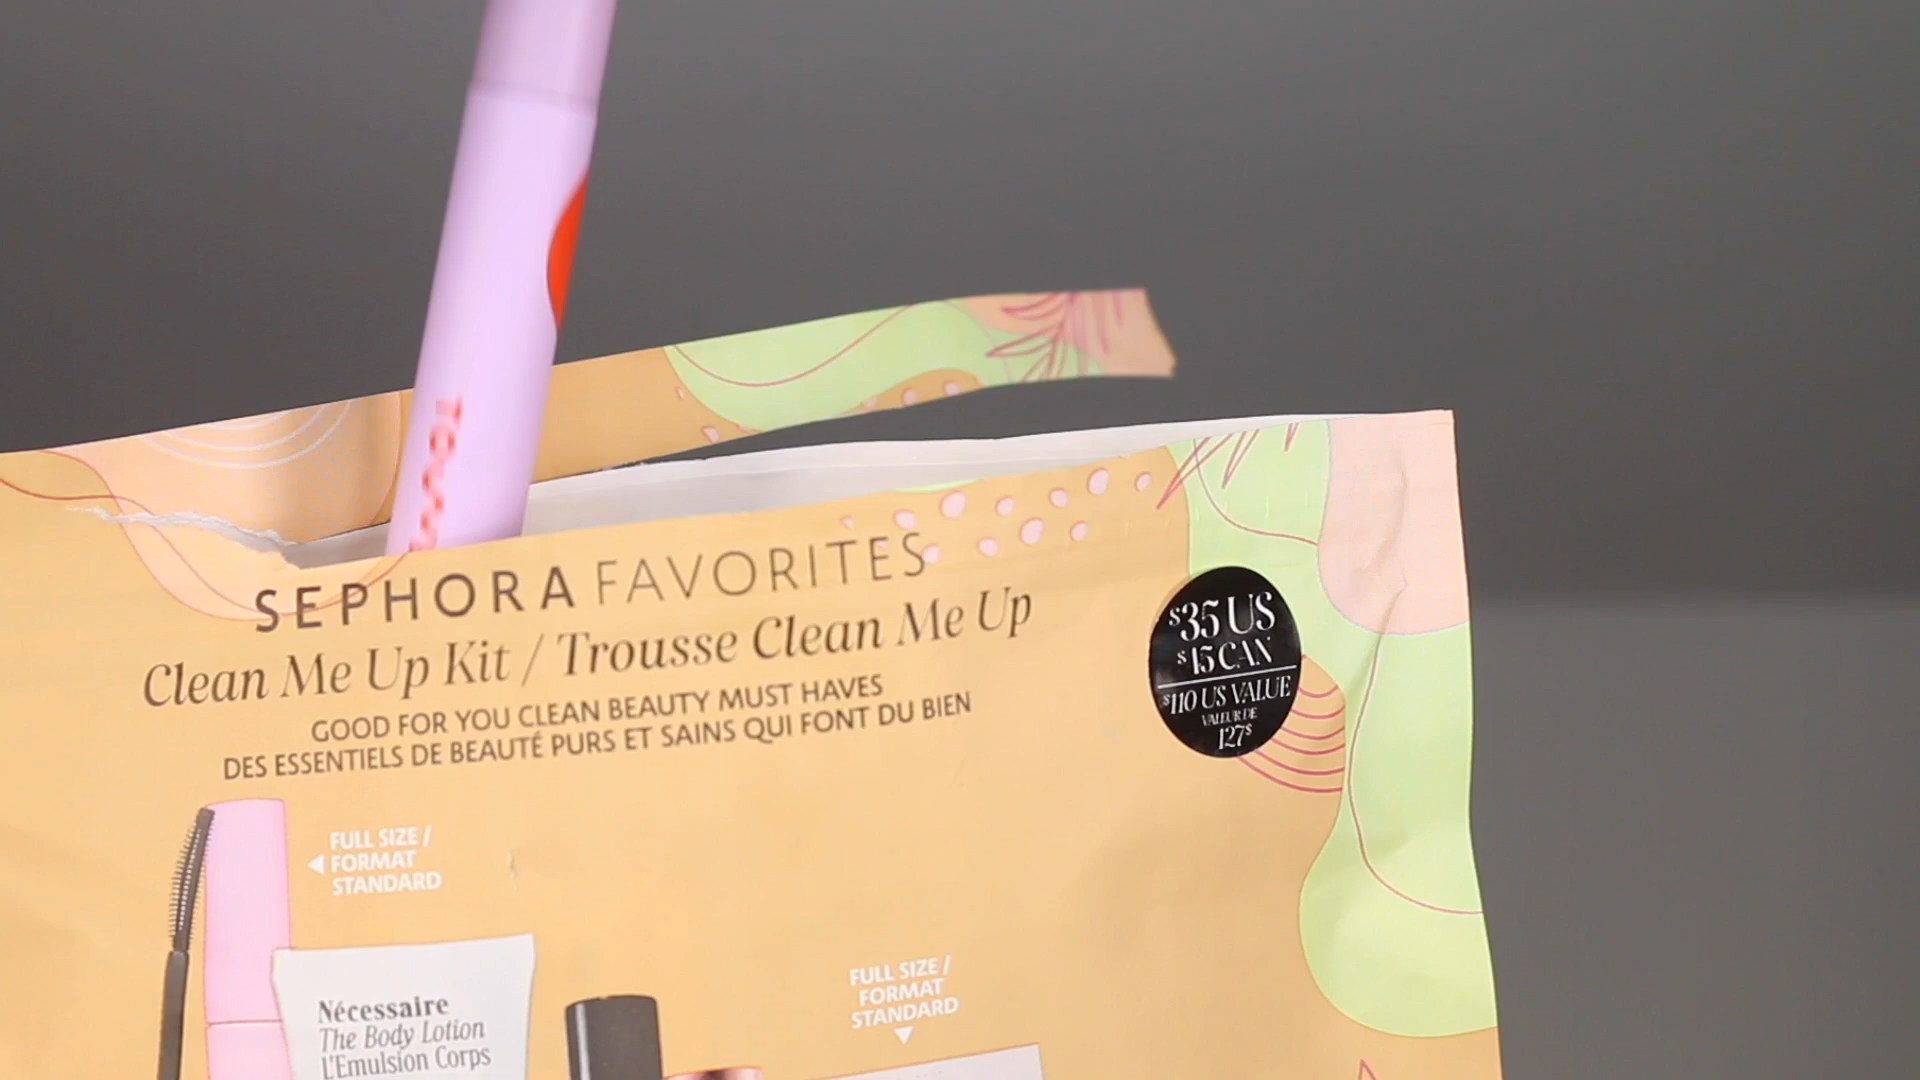 Tow
SEPHORA FAVORITES
Clean Me Up Kit / Trousse Clean Me Up
GOOD FOR YOU CLEAN BEAUTY MUST HAVES
DES ESSENTIELS DE BEAUTÉ PURS ET SAINS QUI FONT DU BIEN
$35 US
$45 CAN
$110 US VALUE
VALEUR DE
127$
FULL SIZE /
FORMAT
STANDARD
FULL SIZE /
FORMAT
STANDARD
Nécessaire
The Body Lotion
L'Emulsion Corps